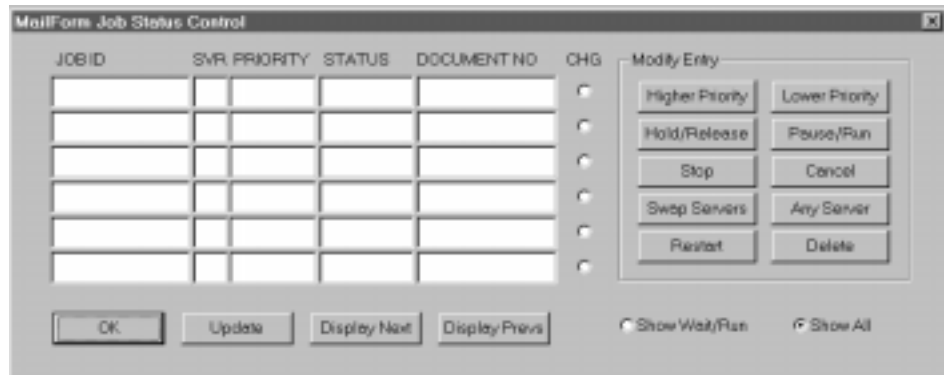 MailForm Job Status Control
JOB ID SVR PRIORITY STATUS DOCUMENT NO CHG Modify Entry
Higher Priority Lower Priority
Hold/Release Pause/Run
Stop Cancel
Swap Servers Any Server
Restart Delete
OK Update Display Next Display Prevs Show Wait/Run Show All